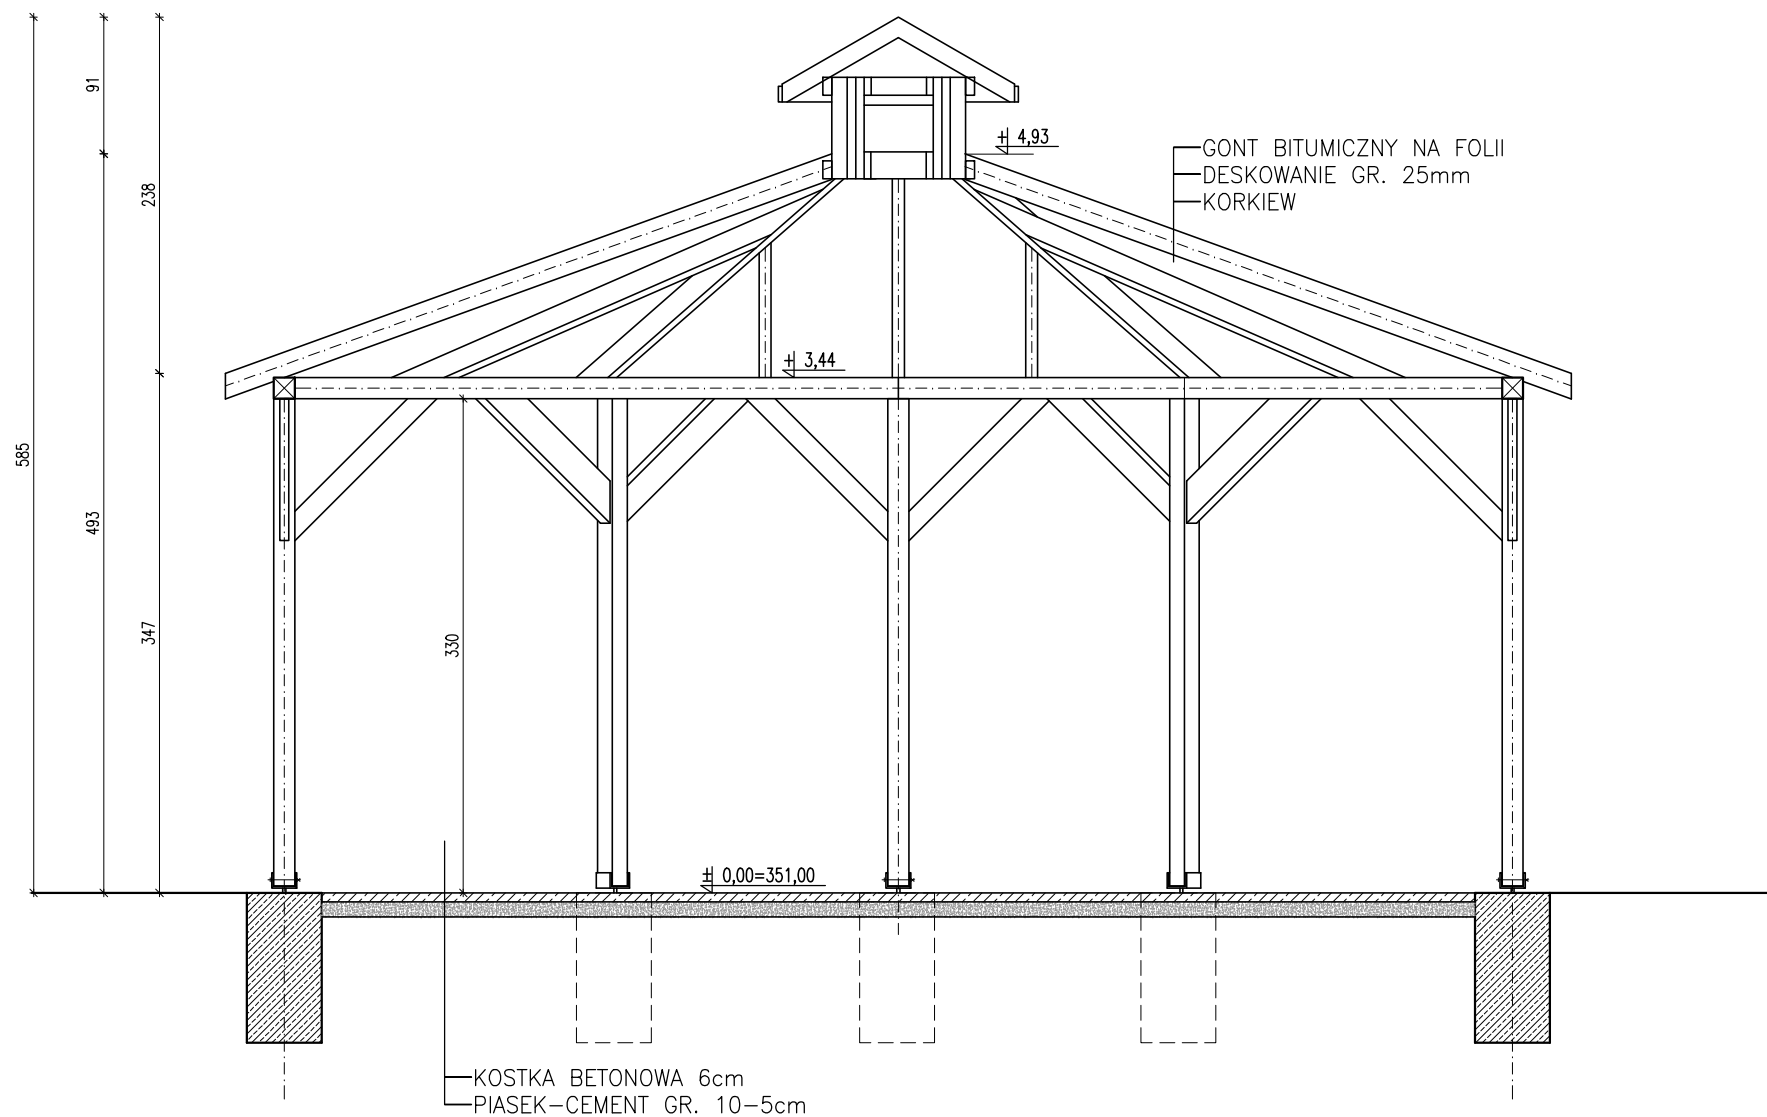 91
± 4,93
GONT BITUMICZNY NA FOLII
DESKOWANIE GR. 25mm
KORKIEW
238
± 3,44
585
493
347
330
± 0,00=351,00
KOSTKA BETONOWA 6cm
PIASEK-CEMENT GR. 10-5cm